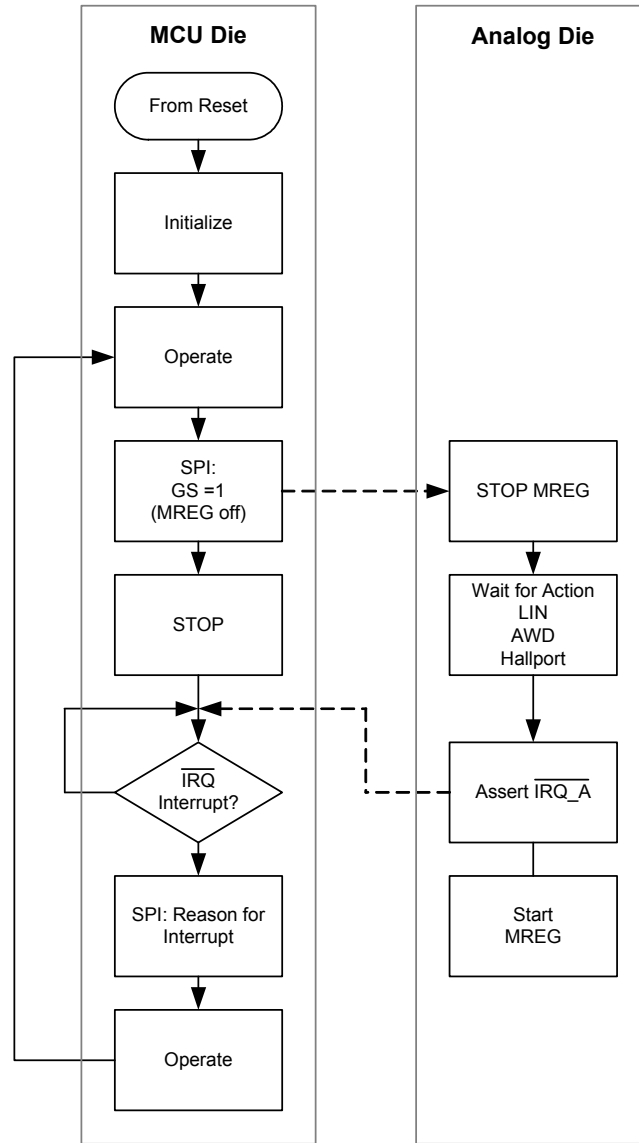 MCU Die
From Reset
Initialize
Operate
SPI:
GS =1
(MREG off)
STOP
IRQ
Interrupt?
SPI: Reason for
Interrupt
Operate
Analog Die
STOP MREG
Wait for Action
LIN
AWD
Hallport
Assert IRQ_A
Start
MREG